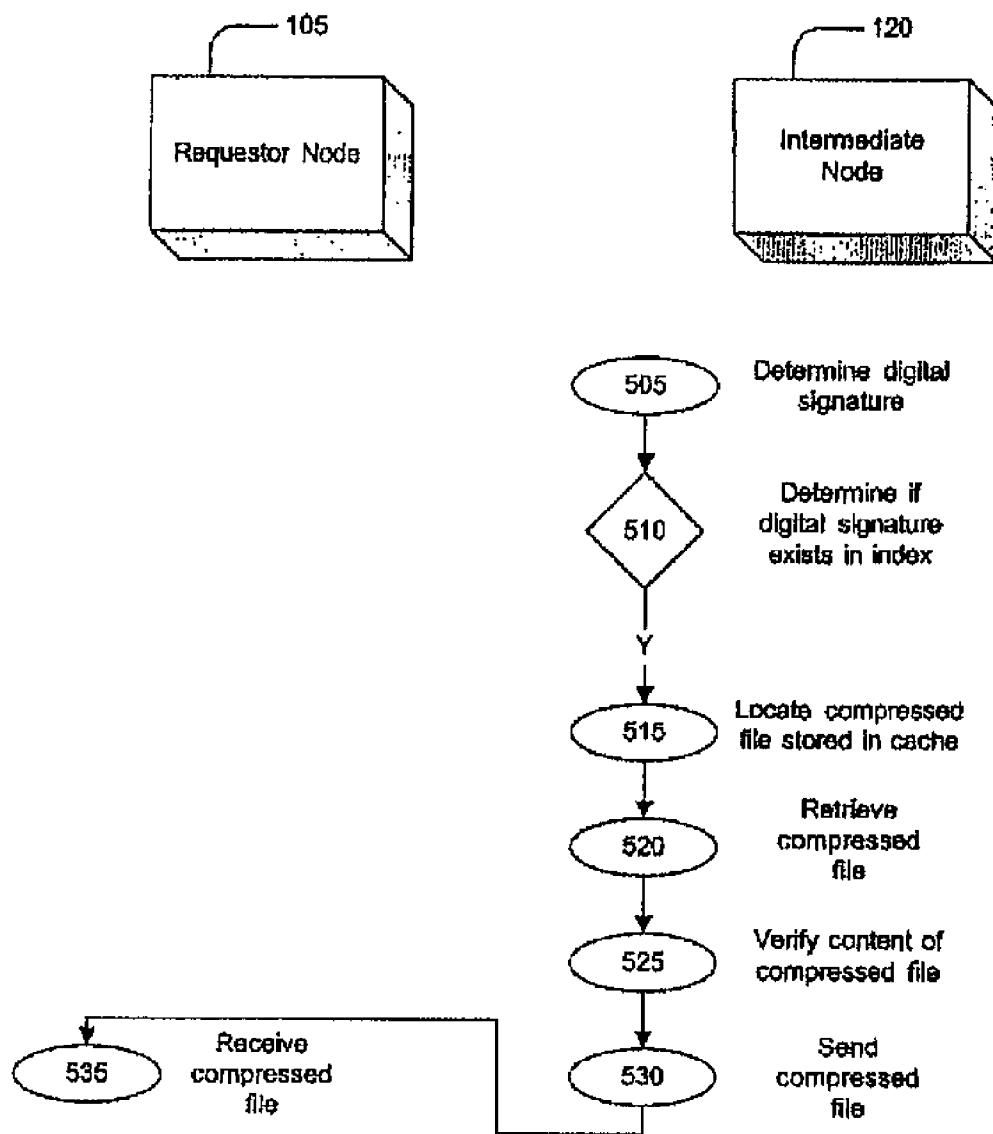 105
120
Requestor Node
Intermediate
Node
505
Determine digital
signature
510
Determine if
digital signature
exists in index
Y
515
Locate compressed
file stored in cache
520
Retrieve
compressed
file
525
Verify content of
compressed file
535
Receive
compressed
file
530
Send
compressed
file